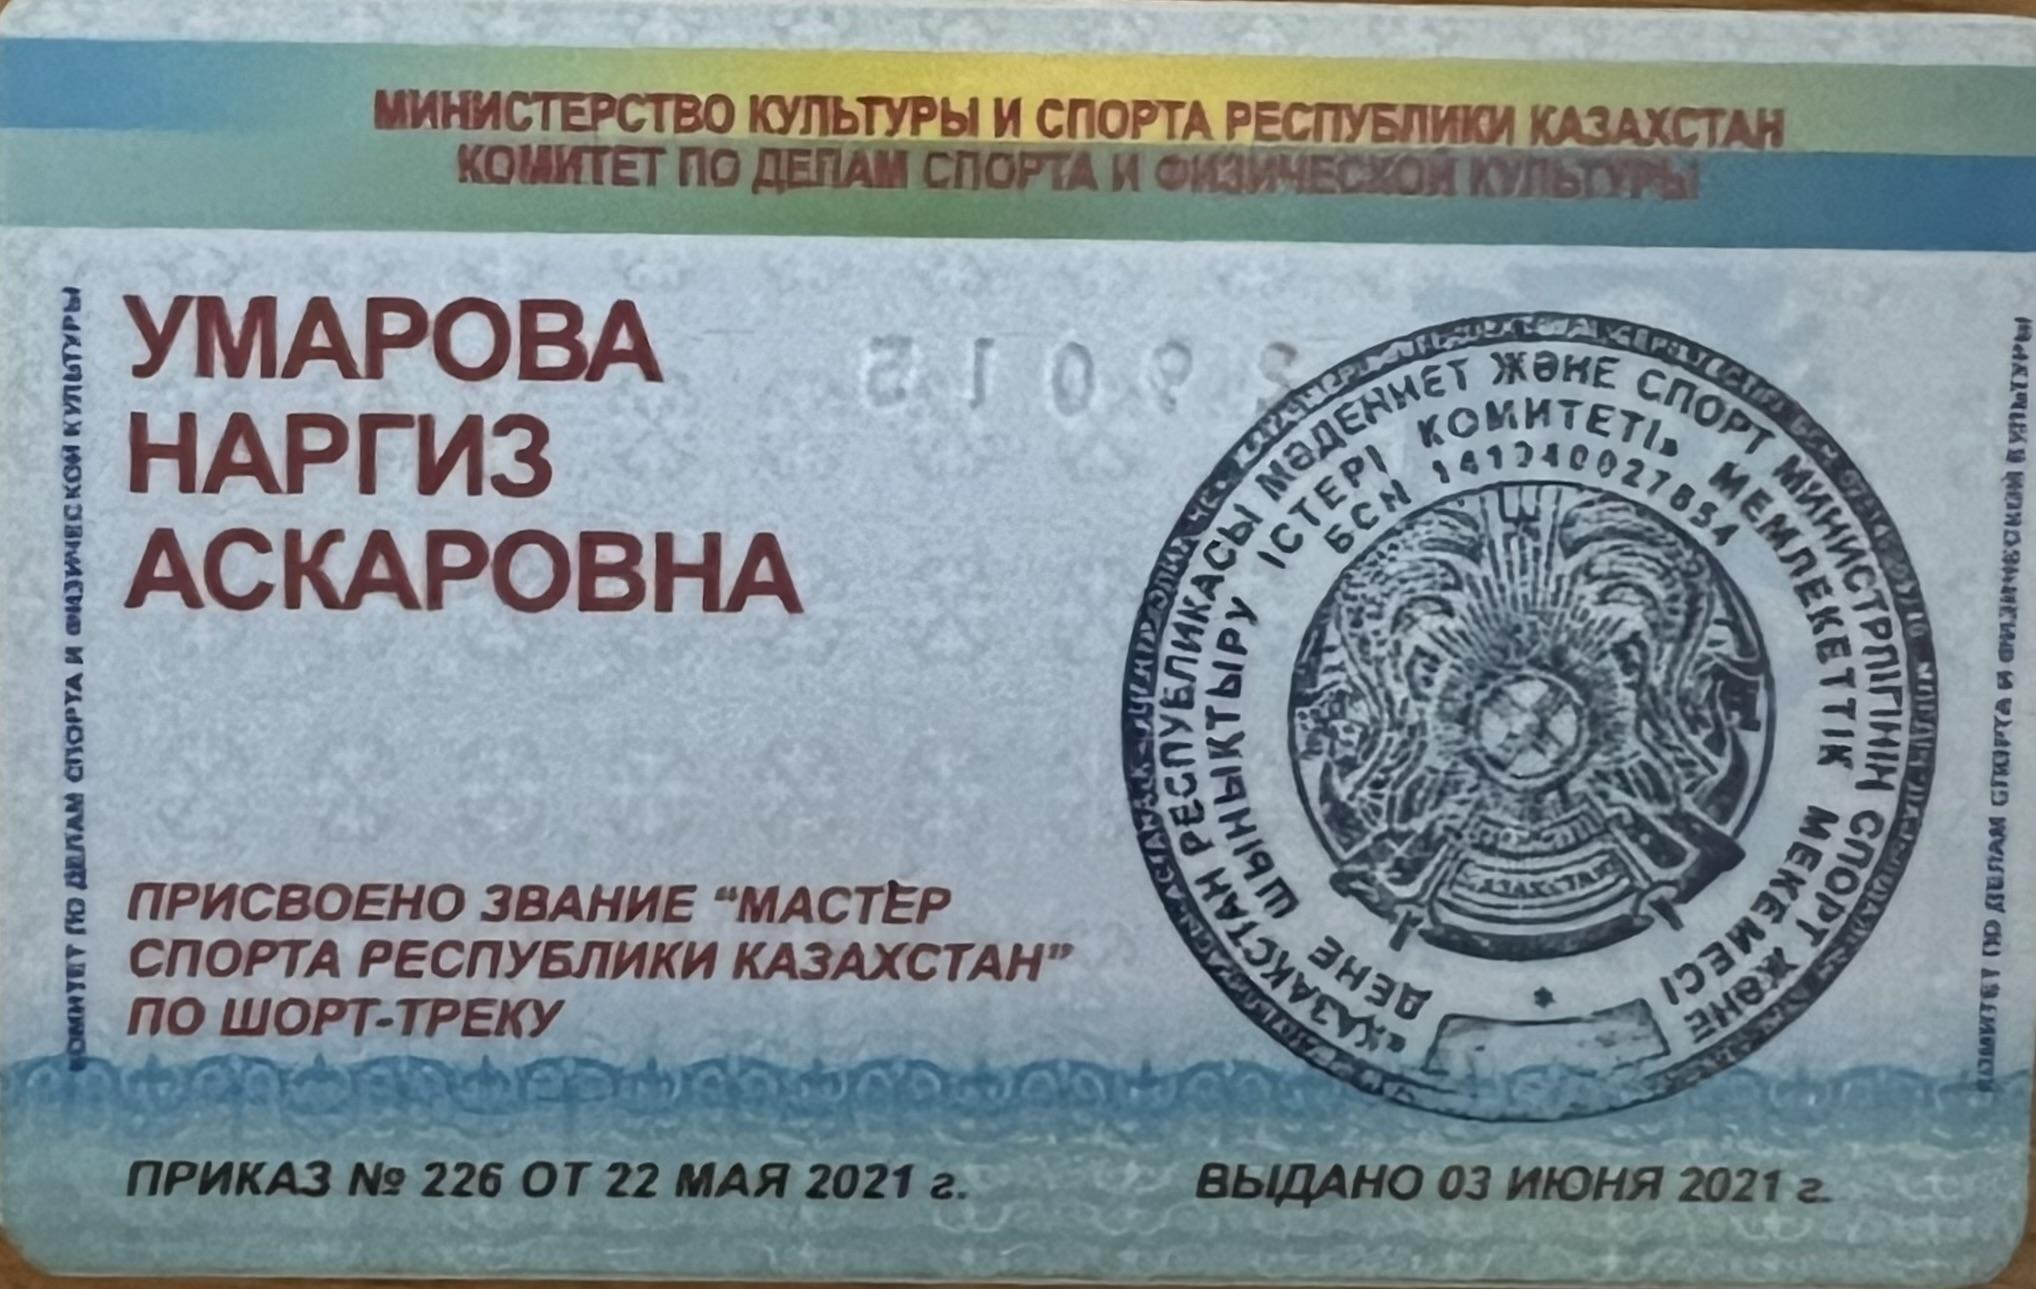 МИНИСТЕРСТВО КУЛЬТУРЫ И СПОРТА РЕСПУБЛИКИ КАЗАХСТАН
КОМИТЕТ ПО ДЕЛАМ СПОРТА И ФИЗИЧЕСКОЙ КУЛЬТУРЫ
КОМИТЕТ ПО ДЕЛАМ СПОРТА И ФИЗИЧЕСКОЙ КУЛЬТУРЫ
УМАРОВА
НАРГИЗ
АСКАРОВНА
29015
«ҚАЗАҚСТАН РЕСПУБЛИКАСЫ МӘДЕНИЕТ ЖӘНЕ СПОРТ МИНИСТРЛІГІНІҢ СПОРТ ЖӘНЕ
ДЕНЕ ШЫНЫҚТЫРУ ІСТЕРІ КОМИТЕТІ» МЕМЛЕКЕТТІК МЕКЕМЕСІ
БСН
ҚАЗАҚСТАН
ПРИСВОЕНО ЗВАНИЕ “МАСТЕР
СПОРТА РЕСПУБЛИКИ КАЗАХСТАН”
ПО ШОРТ-ТРЕКУ
ПРИКАЗ № 226 ОТ 22 МАЯ 2021 г.
ВЫДАНО 03 ИЮНЯ 2021 г.
КОМИТЕТ ПО ДЕЛАМ СПОРТА И ФИЗИЧЕСКОЙ КУЛЬТУРЫ